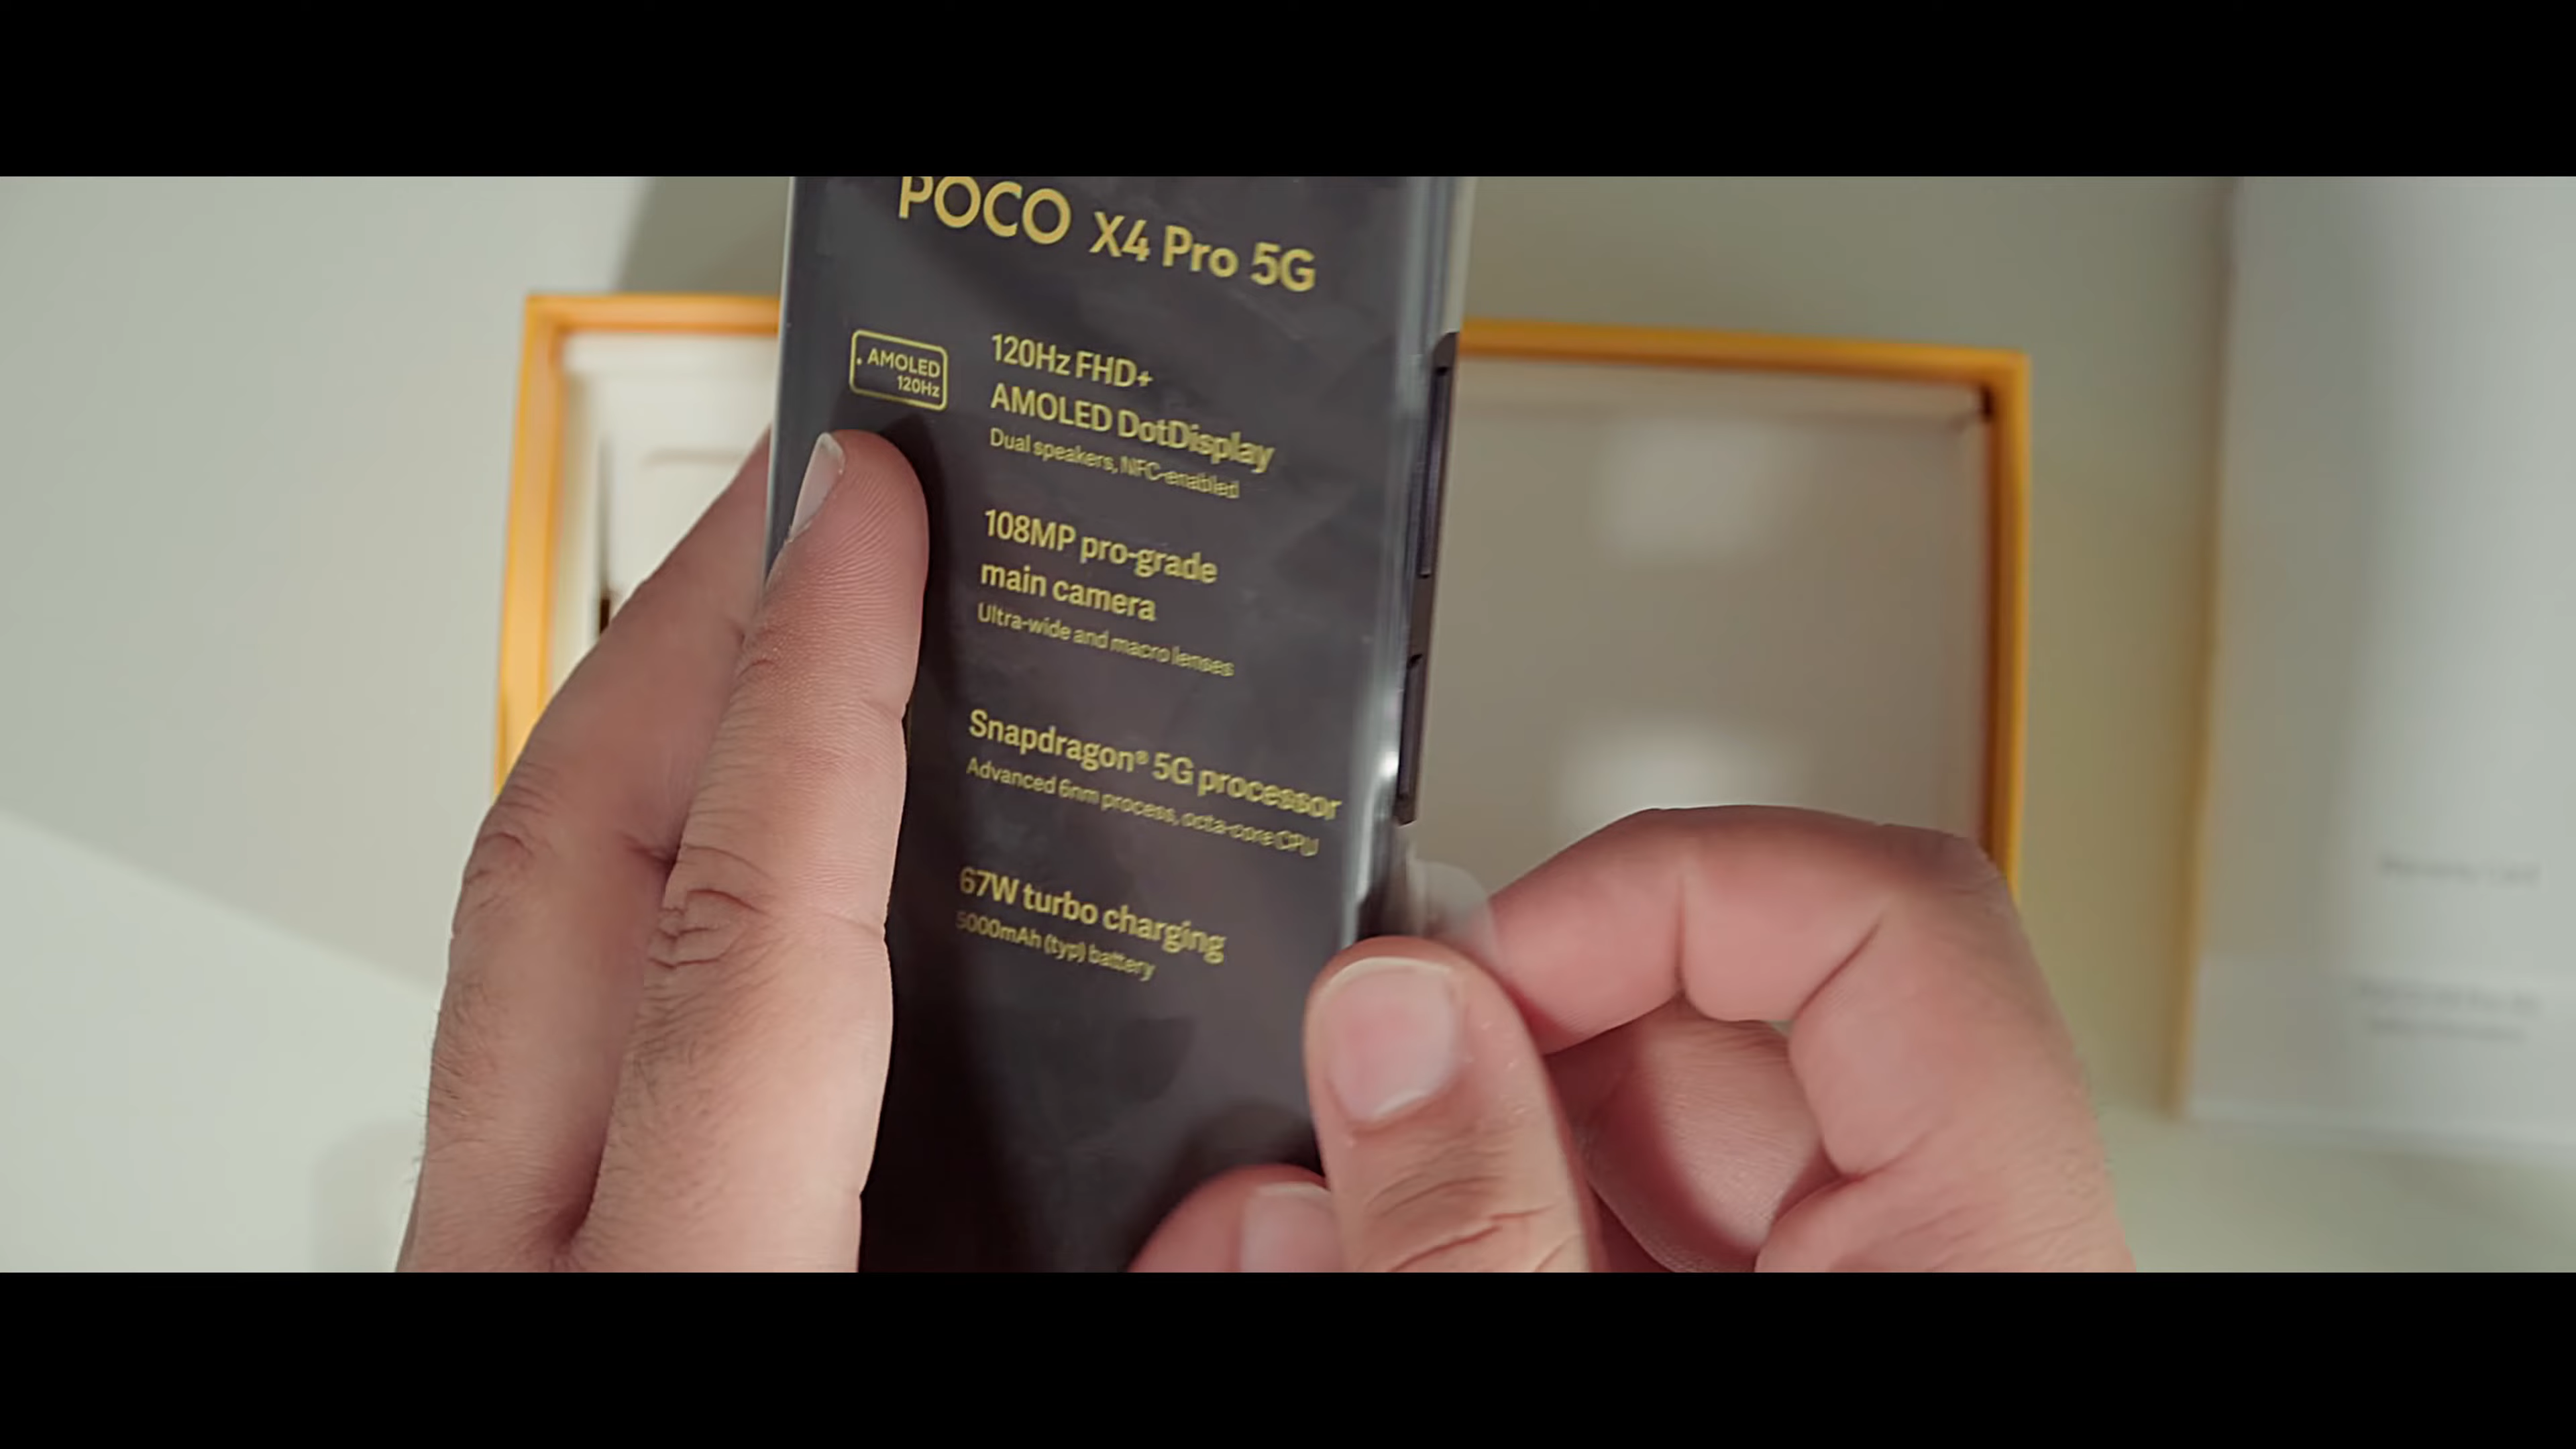 POCO X4 Pro 5G
AMOLED
120Hz
120Hz FHD+
AMOLED DotDisplay
Dual speakers, NFC-enabled
108MP pro-grade
main camera
Ultra-wide and macro lenses
Snapdragon® 5G processor
Advanced 6nm process, octa-core CPU
67W turbo charging
5000mAh (typ) battery